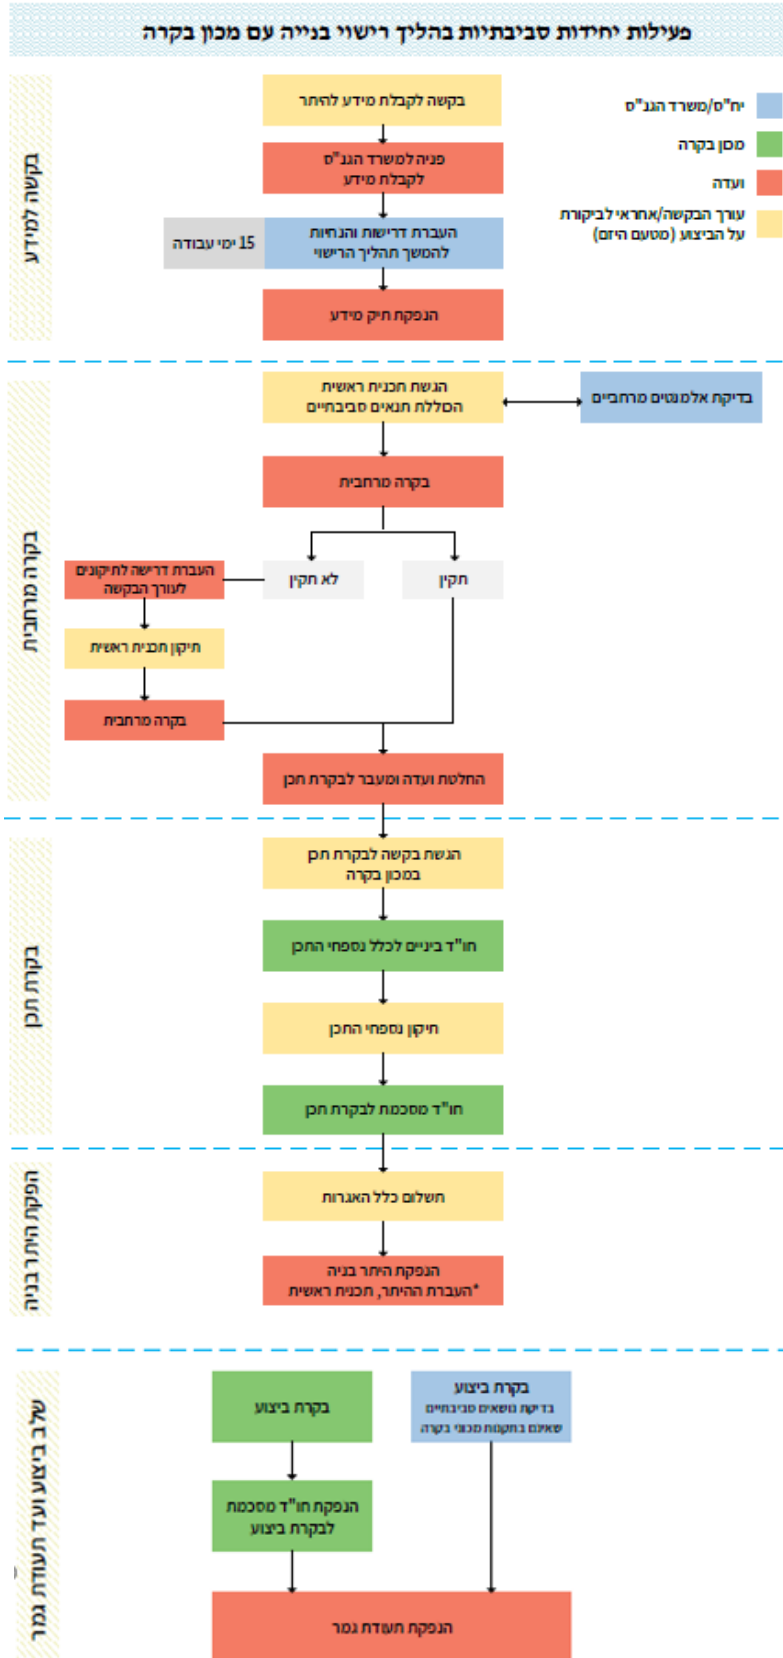 פעילות יחידות סביבתיות בהליך רישוי בנייה עם מכון בקרה
יח"ס/משרד הגנ"ס
מכון בקרה
ועדה
עורך הבקשה/אחראי לביקורת
על הביצוע (מטעם היזם)
בקשה למידע
בקשה לקבלת מידע להיתר
פניה למשרד הגנ"ס
לקבלת מידע
העברת דרישות והנחיות
להמשך תהליך הרישוי
15 ימי עבודה
הנפקת תיק מידע
בקרה מרחבית
הגשת תכנית ראשית
הכוללת תנאים סביבתיים
בדיקת אלמנטים מרחביים
בקרה מרחבית
תקין
לא תקין
העברת דרישה לתיקונים
לעורך הבקשה
תיקון תכנית ראשית
בקרה מרחבית
החלטת ועדה ומעבר לבקרת תכן
בקרת תכן
הגשת בקשה לבקרת תכן
במכון בקרה
חו"ד ביניים לכלל נספחי התכן
תיקון נספחי התכן
חו"ד מסכמת לבקרת תכן
הפקת היתר בניה
תשלום כלל האגרות
הנפקת היתר בניה
*העברת ההיתר, תכנית ראשית
שלב ביצוע ועד תעודת גמר
בקרת ביצוע
בדיקת נושאים סביבתיים
שאינם בתקנות מכוני בקרה
בקרת ביצוע
הנפקת חו"ד מסכמת
לבקרת ביצוע
הנפקת תעודת גמר